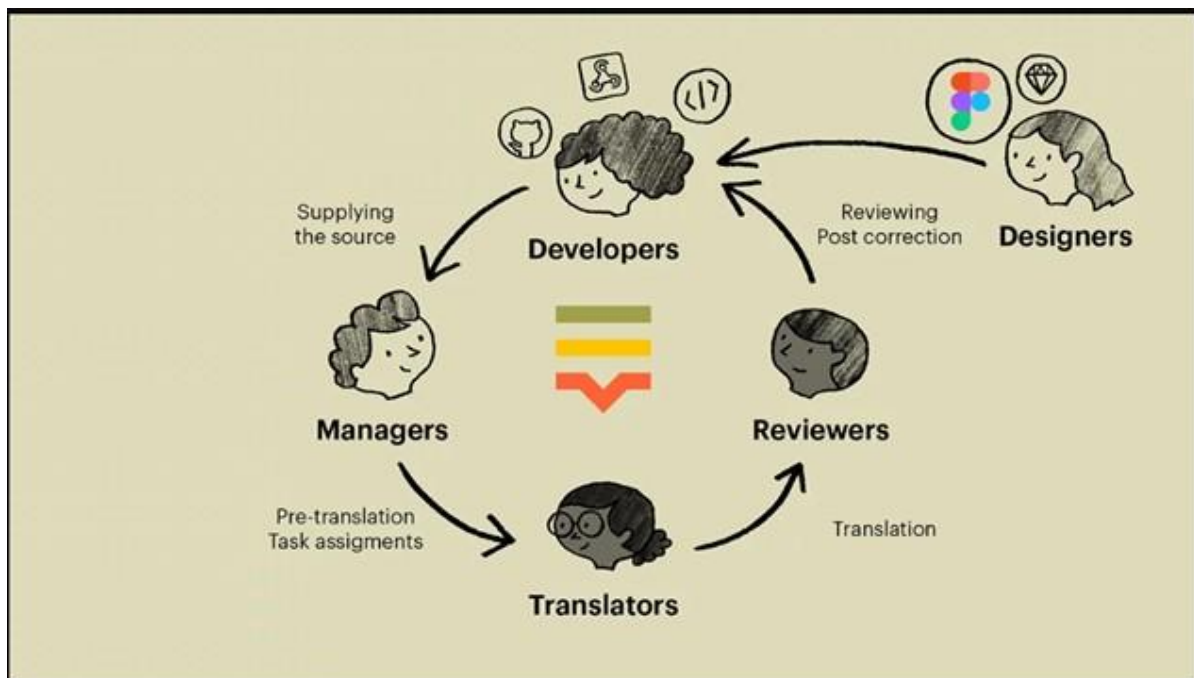 Supplying
the source
Developers
Reviewing
Post correction
Designers
Managers
Reviewers
Pre-translation
Task assigments
Translation
Translators